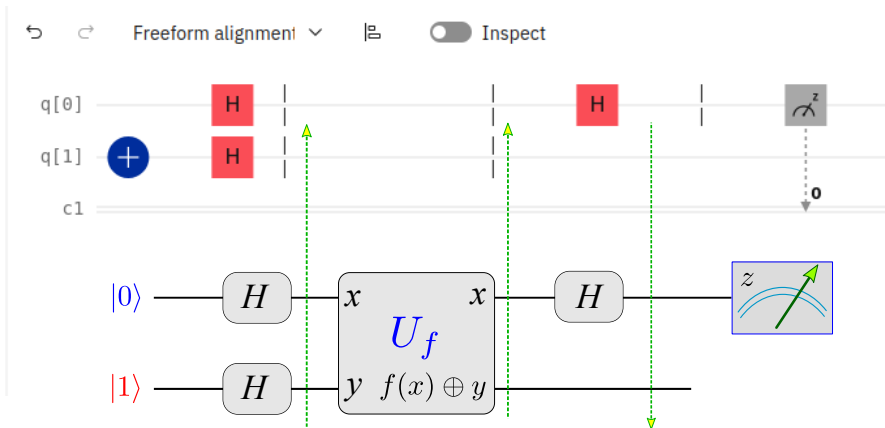 Freeform alignment Inspect
q[0] H H z
q[1] + H
c1 0
|0⟩ H x x H z
U_f
|1⟩ H y f(x) ⊕ y